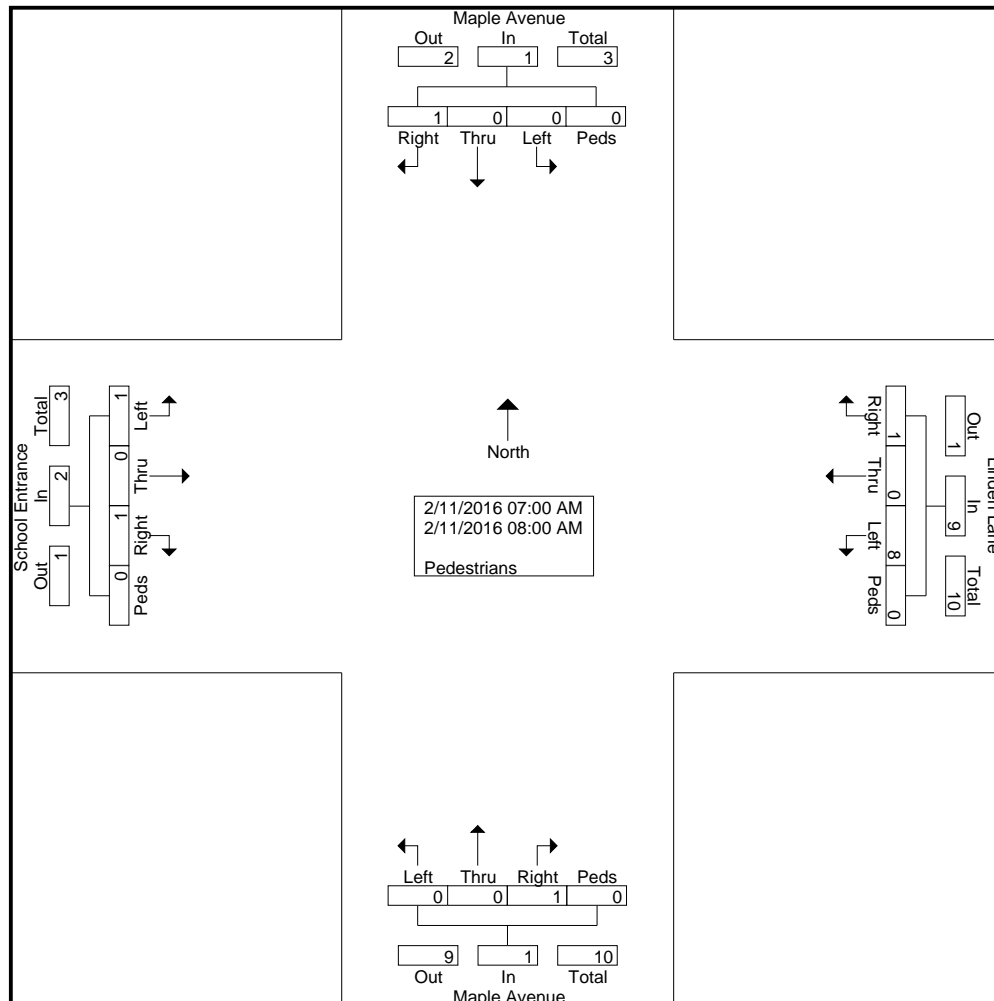 Maple Avenue
Out In Total
2 1 3
1 0 0 0
Right Thru Left Peds
School Entrance
Total In Out
3 2 1
1 0 1 0
Left Thru Right Peds
North
2/11/2016 07:00 AM
2/11/2016 08:00 AM
Pedestrians
Right Thru Left Peds
1 0 8 0
1 9 10
Out In Total
Linden Lane
Left Thru Right Peds
0 0 1 0
9 1 10
Out In Total
Maple Avenue